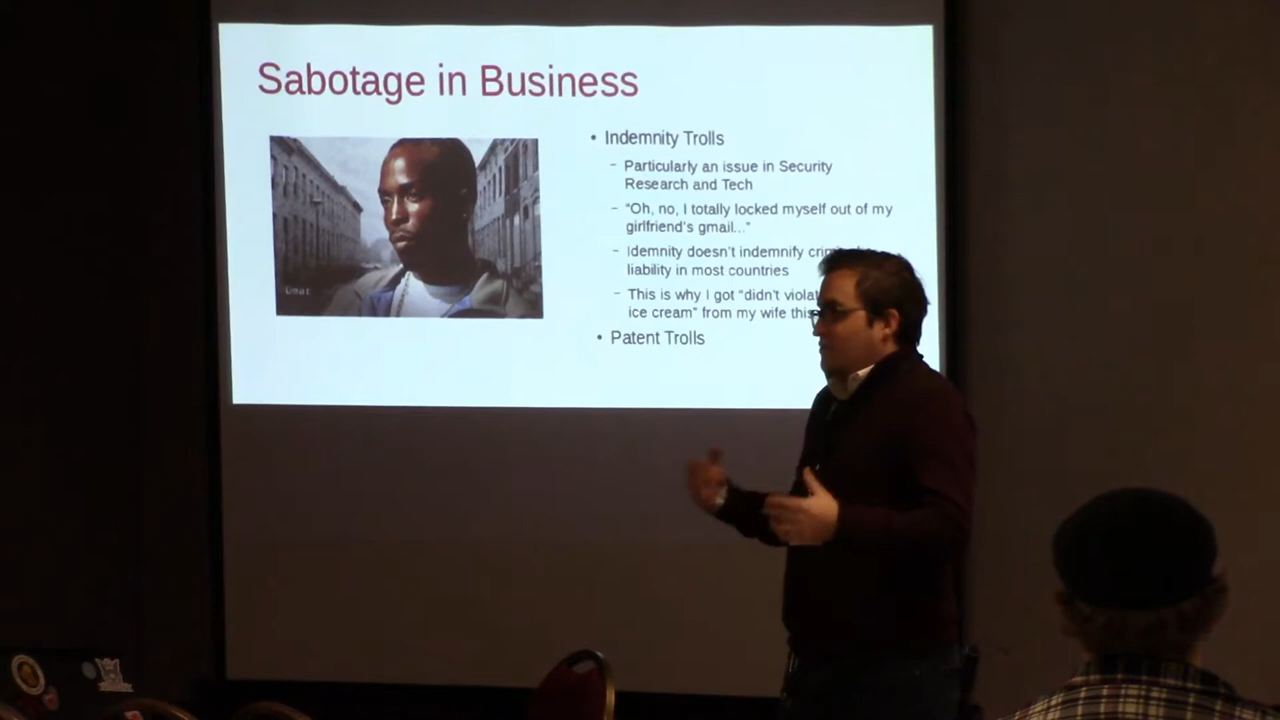 Sabotage in Business
• Indemnity Trolls
– Particularly an issue in Security
Research and Tech
– "Oh, no, I totally locked myself out of my
girlfriend's gmail..."
– Idemnity doesn't indemnify
liability in most countries
– This is why I got "didn't
ice cream" from my wife
• Patent Trolls
Omar